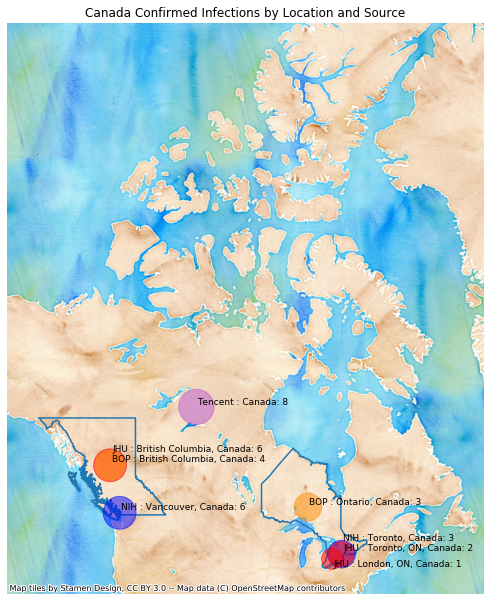 Canada Confirmed Infections by Location and Source
Tencent : Canada: 8
JHU : British Columbia, Canada: 6
BOP : British Columbia, Canada: 4
NIH : Vancouver, Canada: 6
BOP : Ontario, Canada: 3
NIH : Toronto, Canada: 3
JHU : Toronto, ON, Canada: 2
JHU : London, ON, Canada: 1
Map tiles by Stamen Design, CC BY 3.0 -- Map data (C) OpenStreetMap contributors